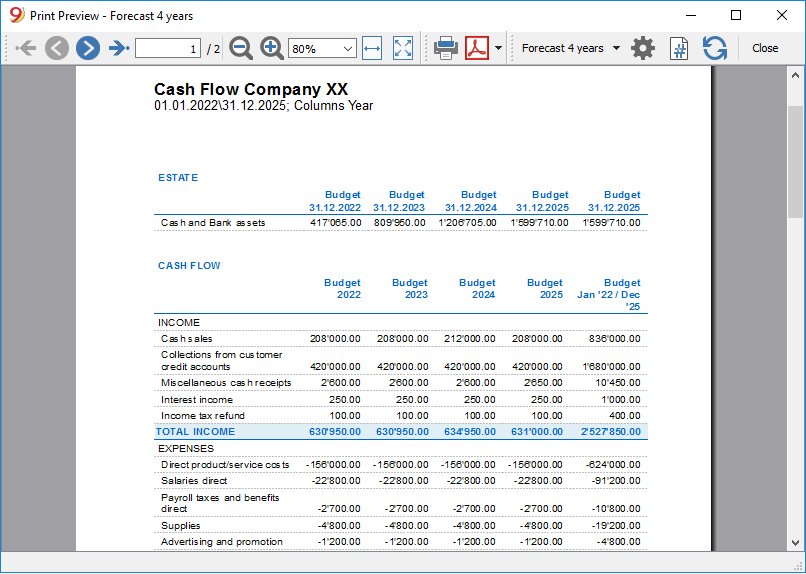 Print Preview - Forecast 4 years
1 / 2 80% Forecast 4 years Close
Cash Flow Company XX
01.01.2022\31.12.2025; Columns Year
ESTATE
Budget Budget Budget Budget Budget
31.12.2022 31.12.2023 31.12.2024 31.12.2025 31.12.2025
Cash and Bank assets 417'065.00 809'950.00 1'206'705.00 1'599'710.00 1'599'710.00
CASH FLOW
Budget Budget Budget Budget Budget
2022 2023 2024 2025 Jan '22 / Dec
'25
INCOME
Cash sales 208'000.00 208'000.00 212'000.00 208'000.00 836'000.00
Collections from customer
credit accounts 420'000.00 420'000.00 420'000.00 420'000.00 1'680'000.00
Miscellaneous cash receipts 2'600.00 2'600.00 2'600.00 2'650.00 10'450.00
Interest income 250.00 250.00 250.00 250.00 1'000.00
Income tax refund 100.00 100.00 100.00 100.00 400.00
TOTAL INCOME 630'950.00 630'950.00 634'950.00 631'000.00 2'527'850.00
EXPENSES
Direct product/service costs -156'000.00 -156'000.00 -156'000.00 -156'000.00 -624'000.00
Salaries direct -22'800.00 -22'800.00 -22'800.00 -22'800.00 -91'200.00
Payroll taxes and benefits
direct -2'700.00 -2'700.00 -2'700.00 -2'700.00 -10'800.00
Supplies -4'800.00 -4'800.00 -4'800.00 -4'800.00 -19'200.00
Advertising and promotion -1'200.00 -1'200.00 -1'200.00 -1'200.00 -4'800.00